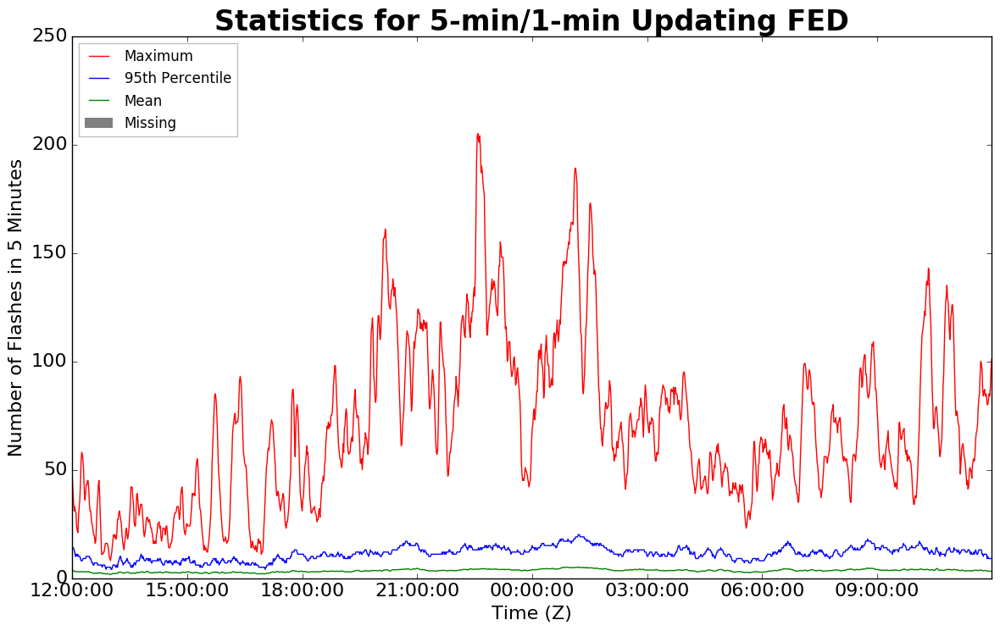 Statistics for 5-min/1-min Updating FED
250
200
150
100
50
0
Number of Flashes in 5 Minutes
Maximum
95th Percentile
Mean
Missing
12:00:00 15:00:00 18:00:00 21:00:00 00:00:00 03:00:00 06:00:00 09:00:00
Time (Z)